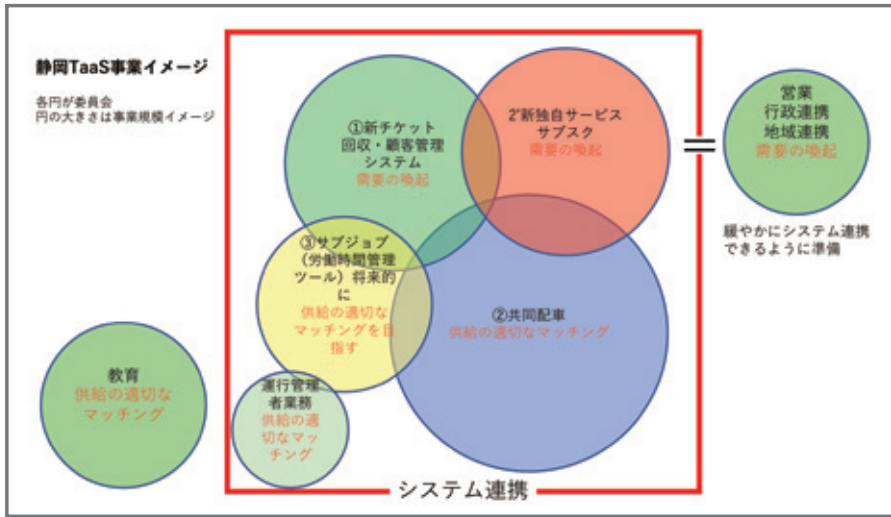 静岡TaaS事業イメージ
各円が委員会
円の大きさは事業規模イメージ
①新チケット
回収・顧客管理
システム
需要の喚起
2'新独自サービス
サブスク
需要の喚起
営業
行政連携
地域連携
需要の喚起
緩やかにシステム連携
できるように準備
③サブジョブ
（労働時間管理
ツール）将来的
に
供給の適切な
マッチングを目
指す
②共同配車
供給の適切なマッチング
教育
供給の適切な
マッチング
運行管理
者業務
供給の適
切なマッ
チング
システム連携